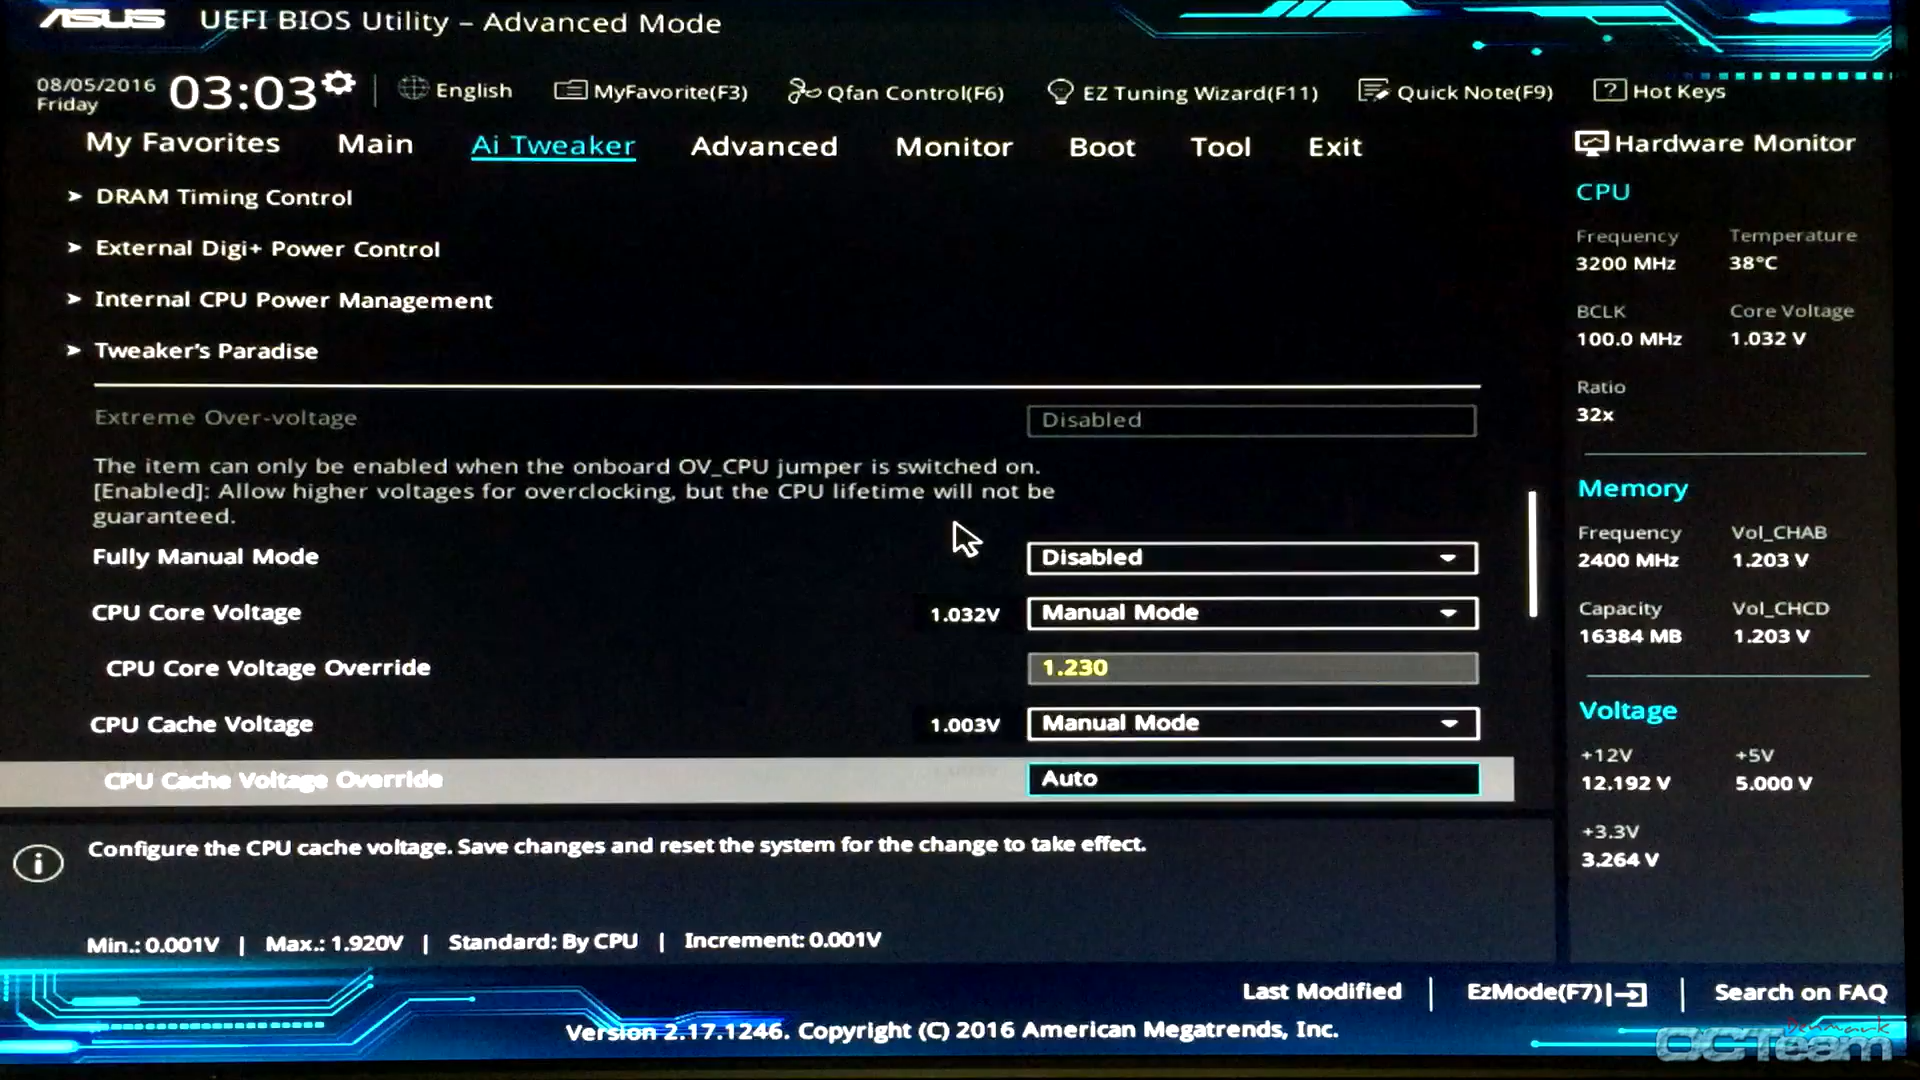 ASUS UEFI BIOS Utility – Advanced Mode
08/05/2016
Friday
03:03
English
MyFavorite(F3)
Qfan Control(F6)
EZ Tuning Wizard(F11)
Quick Note(F9)
? Hot Keys
My Favorites
Main
Ai Tweaker
Advanced
Monitor
Boot
Tool
Exit
> DRAM Timing Control
> External Digi+ Power Control
> Internal CPU Power Management
> Tweaker's Paradise
Extreme Over-voltage Disabled
The item can only be enabled when the onboard OV_CPU jumper is switched on.
[Enabled]: Allow higher voltages for overclocking, but the CPU lifetime will not be
guaranteed.
Fully Manual Mode Disabled
CPU Core Voltage 1.032V Manual Mode
CPU Core Voltage Override 1.230
CPU Cache Voltage 1.003V Manual Mode
CPU Cache Voltage Override Auto
i
Configure the CPU cache voltage. Save changes and reset the system for the change to take effect.
Min.: 0.001V | Max.: 1.920V | Standard: By CPU | Increment: 0.001V
Hardware Monitor
CPU
Frequency Temperature
3200 MHz 38°C
BCLK Core Voltage
100.0 MHz 1.032 V
Ratio
32x
Memory
Frequency Vol_CHAB
2400 MHz 1.203 V
Capacity Vol_CHCD
16384 MB 1.203 V
Voltage
+12V +5V
12.192 V 5.000 V
+3.3V
3.264 V
Last Modified
EzMode(F7)
Search on FAQ
Version 2.17.1246. Copyright (C) 2016 American Megatrends, Inc.
Denmark
OCTeam